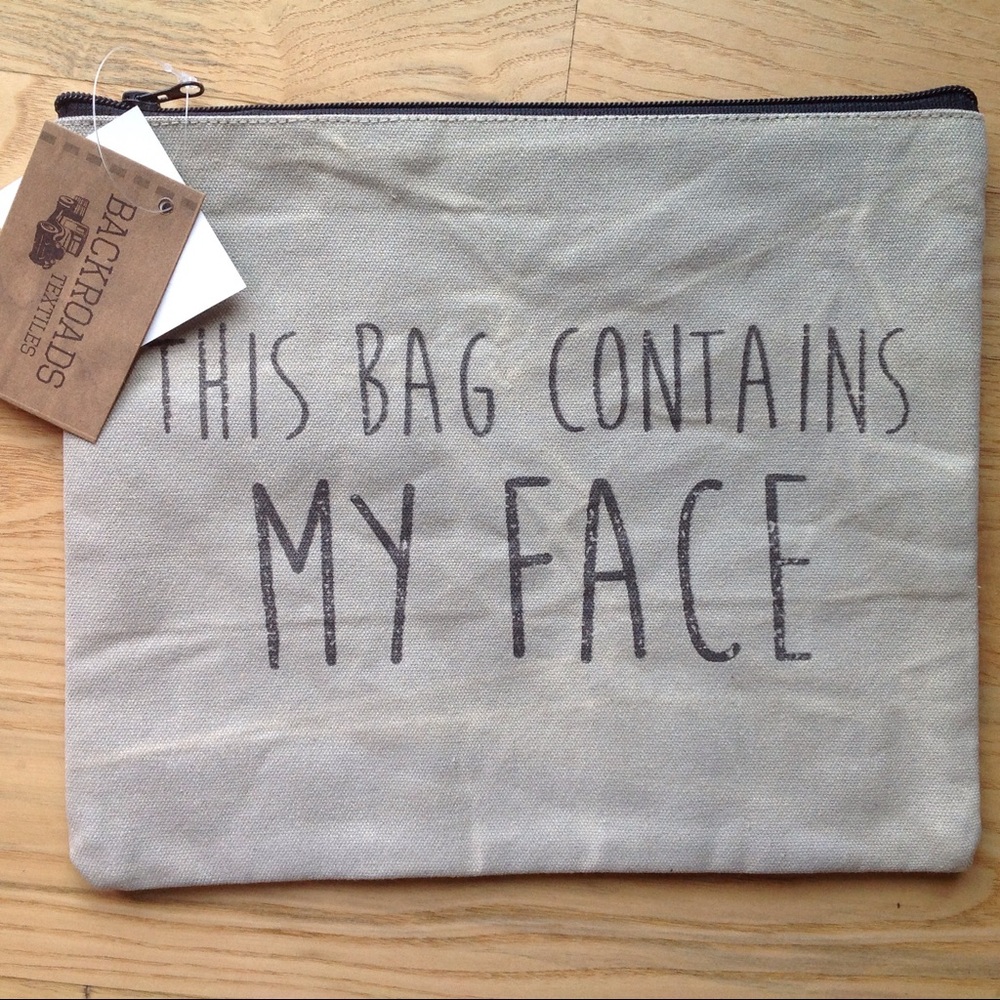 THIS BAG CONTAINS
MY FACE
BACKROADS
TEXTILES